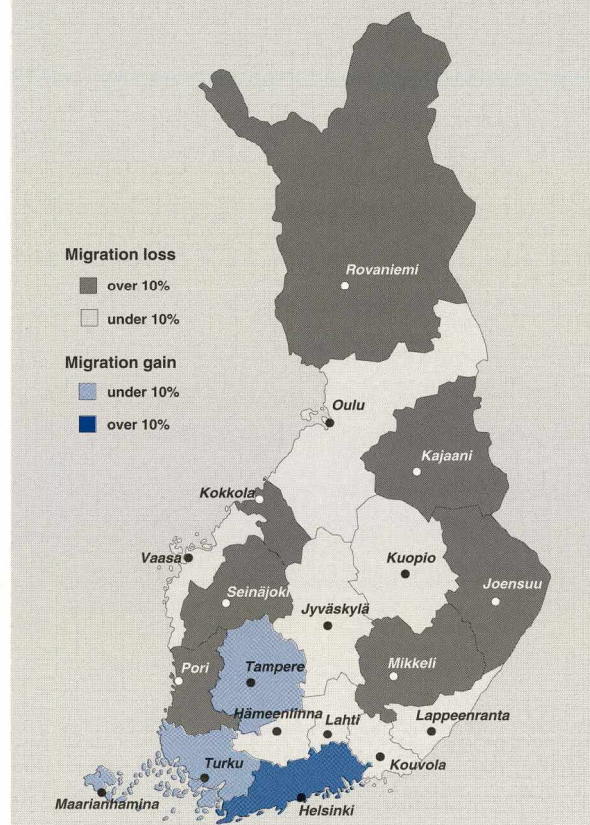 Migration loss
over 10%
under 10%
Migration gain
under 10%
over 10%
Rovaniemi
Oulu
Kajaani
Kokkola
Vaasa
Kuopio
Seinäjoki
Joensuu
Jyväskylä
Pori
Tampere
Mikkeli
Hämeenlinna
Lahti
Lappeenranta
Turku
Kouvola
Maarianhamina
Helsinki